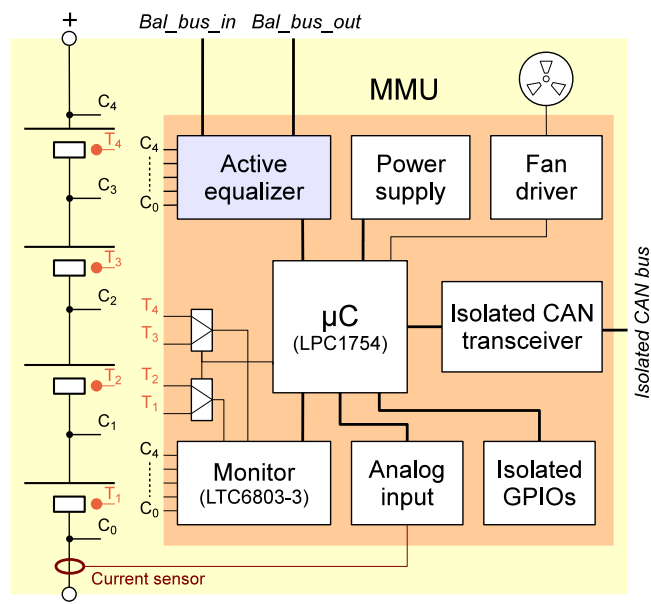 Bal_bus_in Bal_bus_out
+
MMU
C4
T4
C4
Active
equalizer
C0
Power
supply
Fan
driver
C3
T3
C2
T4
T3
T2
T1
µC
(LPC1754)
Isolated CAN
transceiver
Isolated CAN bus
T2
C1
C4
C0
Monitor
(LTC6803-3)
Analog
input
Isolated
GPIOs
T1
C0
Current sensor